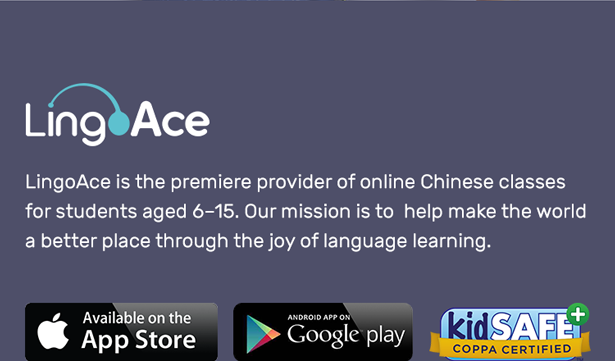 LingoAce
LingoAce is the premiere provider of online Chinese classes
for students aged 6–15. Our mission is to help make the world
a better place through the joy of language learning.
Available on the
App Store
ANDROID APP ON
Google play
kidSAFE
COPPA CERTIFIED